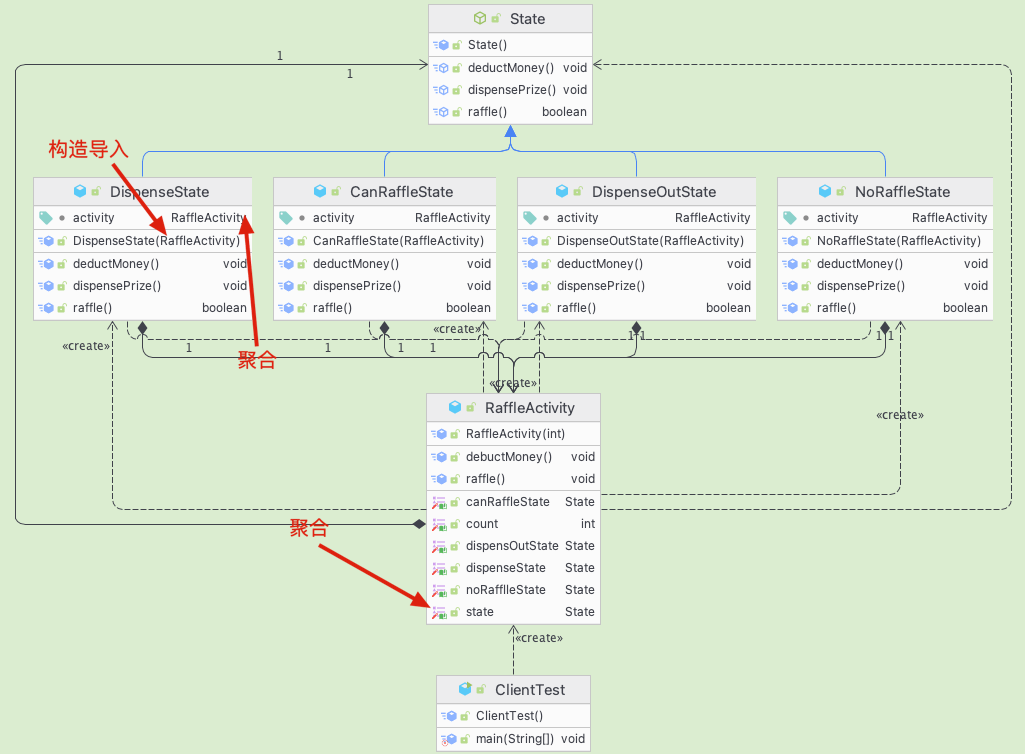 State
State()
deductMoney() void
dispensePrize() void
raffle() boolean
1
1
构造导入
DispenseState
activity RaffleActivity
DispenseState(RaffleActivity)
deductMoney() void
dispensePrize() void
raffle() boolean
CanRaffleState
activity RaffleActivity
CanRaffleState(RaffleActivity)
deductMoney() void
dispensePrize() void
raffle() boolean
DispenseOutState
activity RaffleActivity
DispenseOutState(RaffleActivity)
deductMoney() void
dispensePrize() void
raffle() boolean
NoRaffleState
activity RaffleActivity
NoRaffleState(RaffleActivity)
deductMoney() void
dispensePrize() void
raffle() boolean
«create»
«create»
1
1
1
1
1
1
1
1
聚合
«create»
«create»
RaffleActivity
RaffleActivity(int)
debuctMoney() void
raffle() void
canRaffleState State
count int
dispensOutState State
dispenseState State
noRafflleState State
state State
聚合
«create»
ClientTest
ClientTest()
main(String[]) void